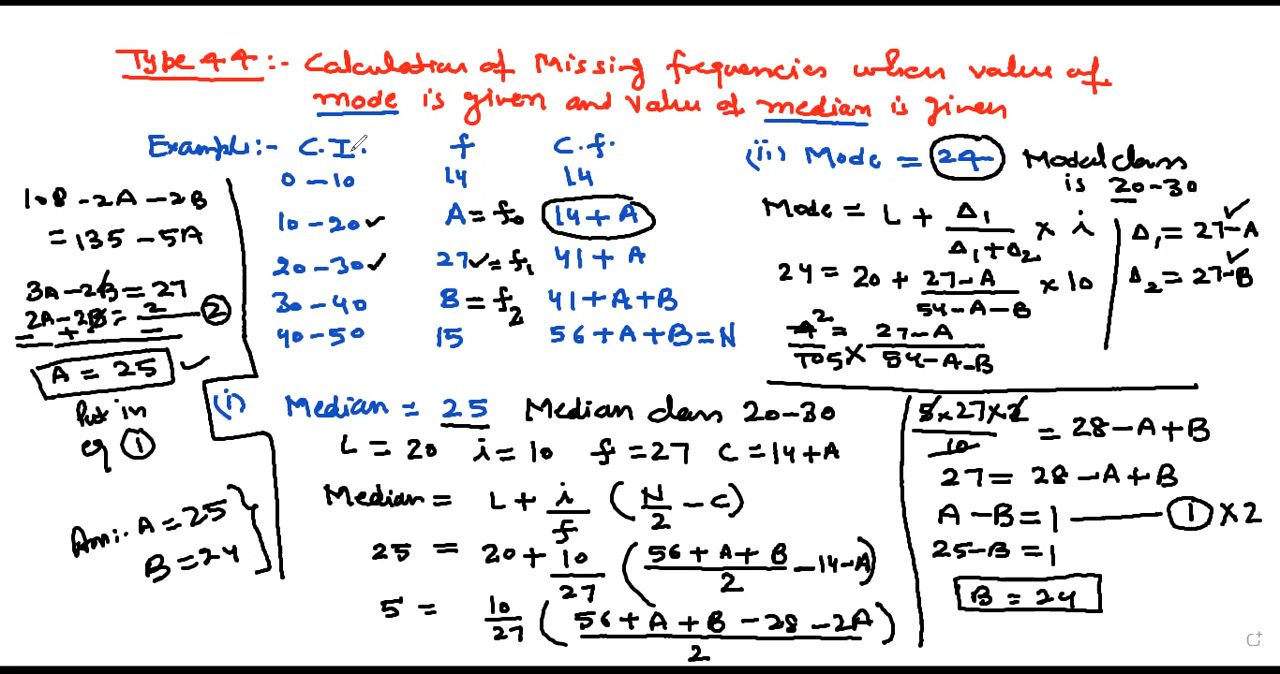 Type 44:- Calculation of Missing frequencies when value of
mode is given and value of median is given
Example:- C.I. f C.f.
0-10 14 14
10-20✓ A = f₀ 14+A
20-30✓ 27✓ = f₁ 41+A
30-40 B = f₂ 41+A+B
40-50 15 56+A+B=N
(i) Median = 25 Median class 20-30
L = 20 i = 10 f = 27 C = 14+A
Median = L + i/f (N/2 - C)
25 = 20 + 10/27 (56+A+B/2 - 14-A)
5 = 10/27 (56+A+B-28-2A/2)
(ii) Mode = 24 Modal class
is 20-30
Mode = L + Δ₁/Δ₁+Δ₂ × i
Δ₁ = 27-A ✓
Δ₂ = 27-B ✓
24 = 20 + 27-A/54-A-B × 10
4 2/10 5 = × 27-A/54-A-B
5×27×2/10 = 28-A+B
27 = 28-A+B
A-B = 1 ——— ① ×2
25-B = 1
B = 24
108-2A-2B
= 135-5A
3A-2B = 27
2A-2B = 2 ——— ②
- + -
A = 25 ✓
Put in
eq ①
Ans:- A = 25
B = 24